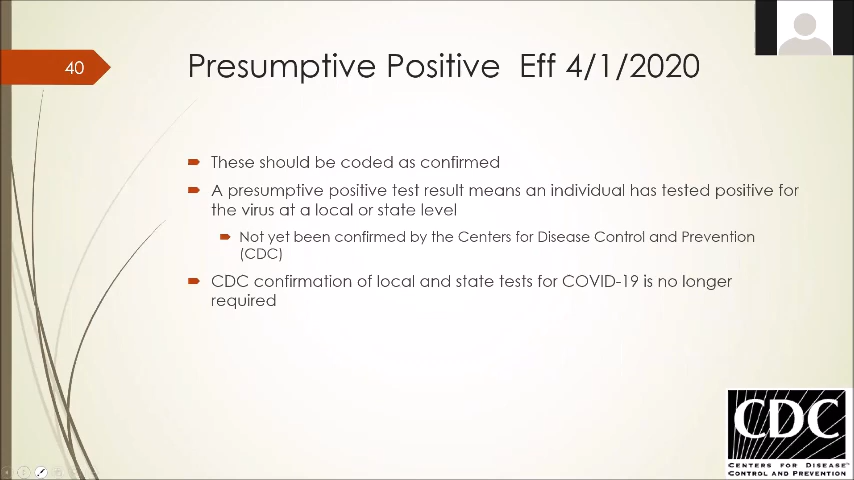 40
Presumptive Positive Eff 4/1/2020
These should be coded as confirmed
A presumptive positive test result means an individual has tested positive for
the virus at a local or state level
Not yet been confirmed by the Centers for Disease Control and Prevention
(CDC)
CDC confirmation of local and state tests for COVID-19 is no longer
required
CDC
CENTERS FOR DISEASE
CONTROL AND PREVENTION